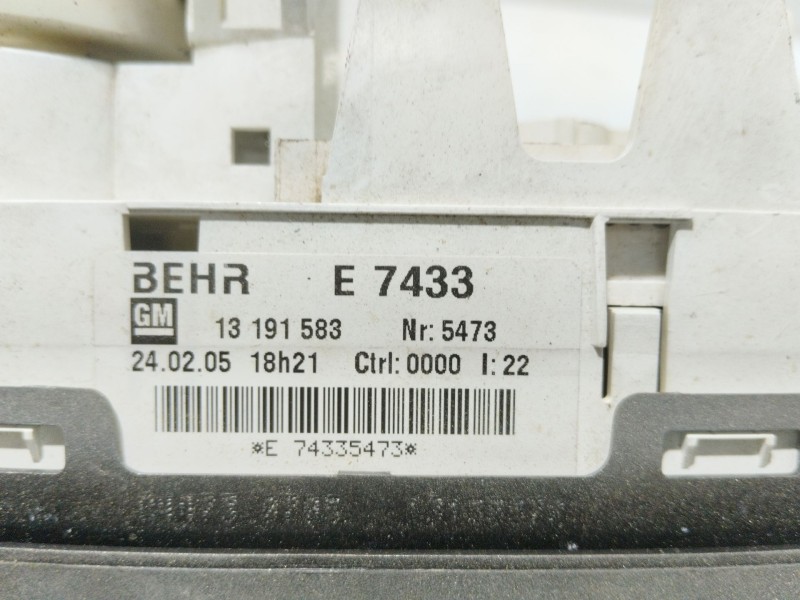 BEHR E 7433
GM 13 191 583 Nr: 5473
24.02.05 18h21 Ctrl: 0000 I: 22
*E 74335473*